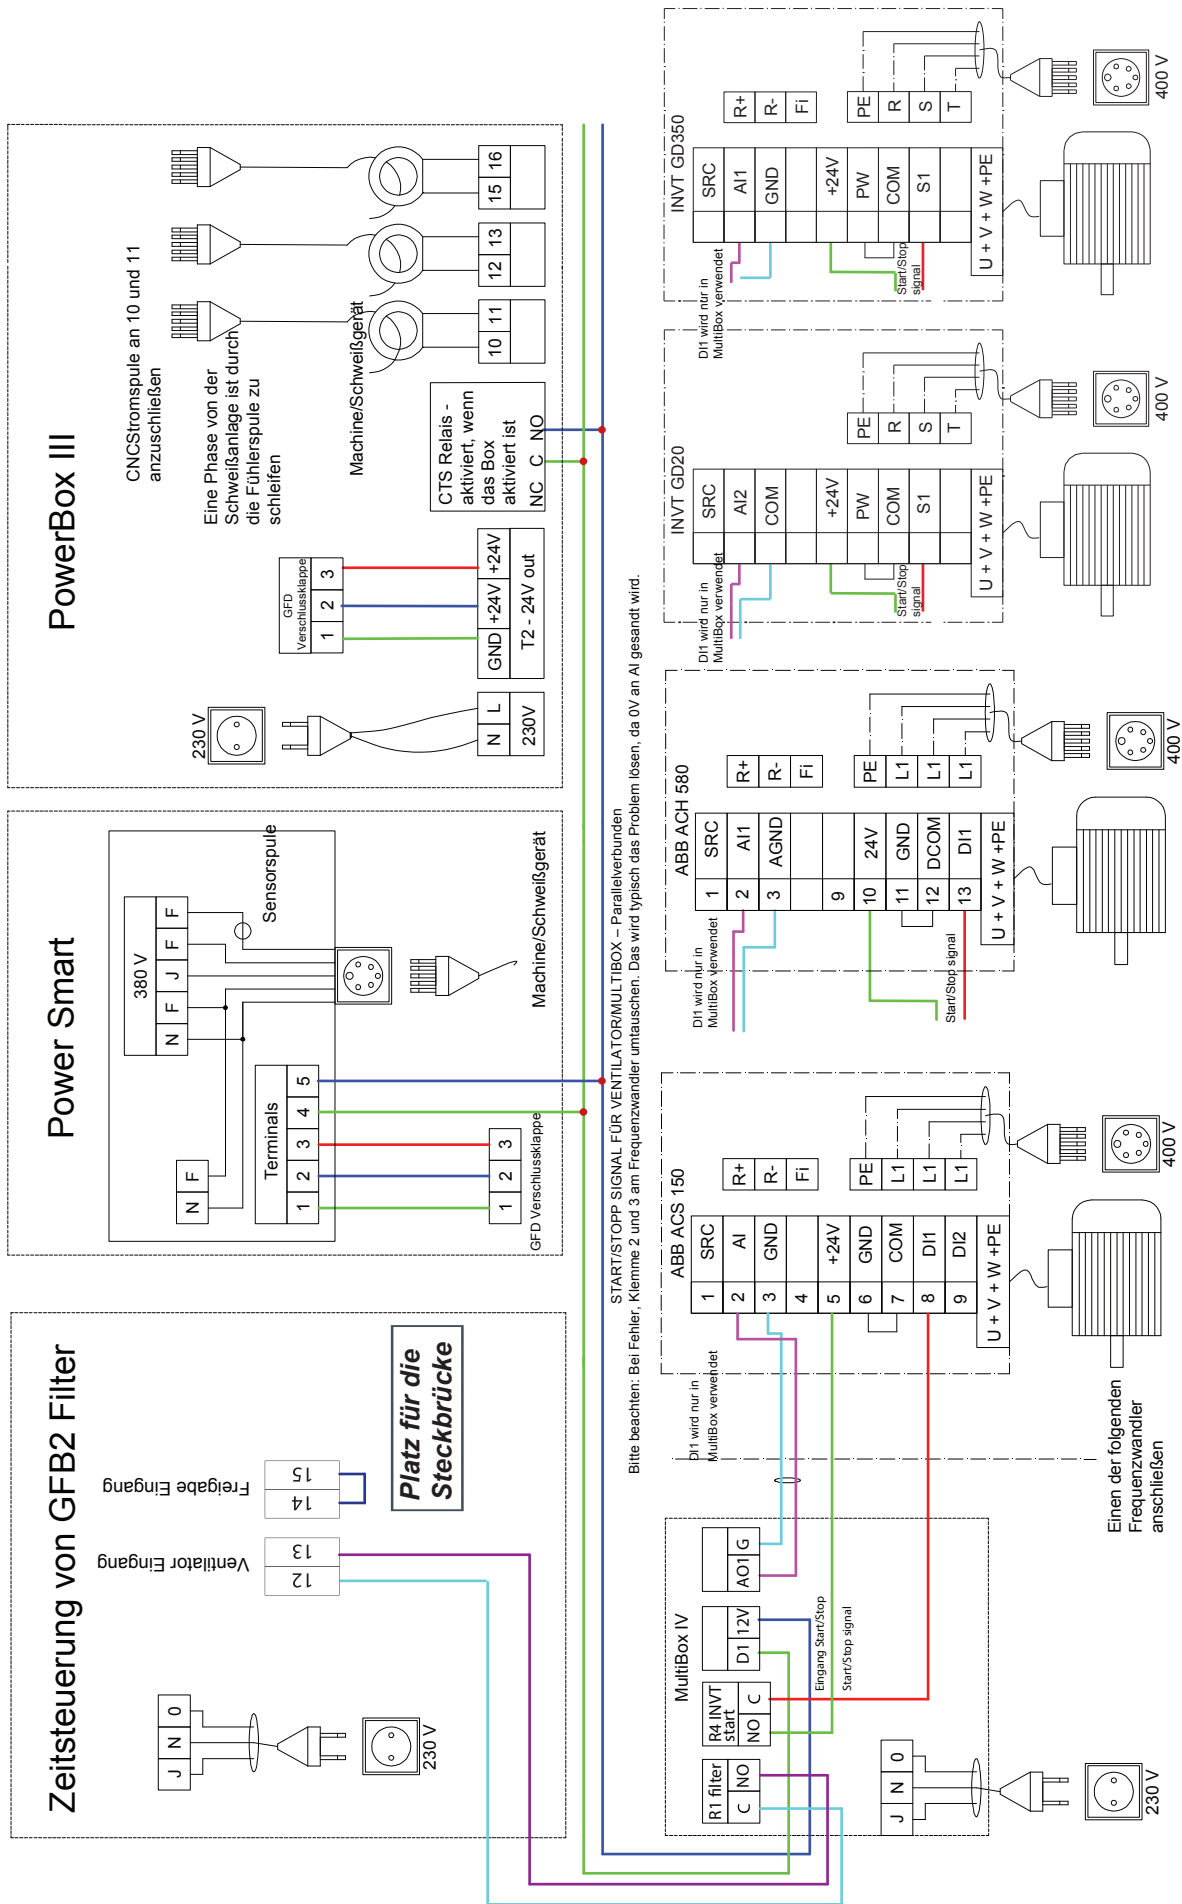 Zeitsteuerung von GFB2 Filter
J N 0
230 V
Ventilator Eingang
12 13
Freigabe Eingang
14 15
Platz für die
Steckbrücke
Power Smart
N F
380 V
N F J F F
Sensorspule
Terminals
1 2 3 4 5
1 2 3
GFD Verschlussklappe
Machine/Schweißgerät
PowerBox III
230 V
N L
230V
GFD
Verschlussklappe
1 2 3
GND +24V +24V
T2 - 24V out
CNCStromspule an 10 und 11
anzuschließen
Eine Phase von der
Schweißanlage ist durch
die Fühlerspule zu
schleifen
Machine/Schweißgerät
CTS Relais -
aktiviert, wenn
das Box
aktiviert ist
NC C NO
10 11
12 13
15 16
START/STOPP SIGNAL FÜR VENTILATOR/MULTIBOX – Parallelverbunden
Bitte beachten: Bei Fehler, Klemme 2 und 3 am Frequenzwandler umtauschen. Das wird typisch das Problem lösen, da 0V an AI gesandt wird.
MultiBox IV
R1 filter
C NO
R4 INVT
start
NO C
D1 12V
AO1 G
Eingang Start/Stop
Start/Stop signal
J N 0
230 V
Einen der folgenden
Frequenzwandler
anschließen
DI1 wird nur in
MultiBox verwendet
ABB ACS 150
1 SRC
2 AI
3 GND
4
5 +24V
6 GND
7 COM
8 DI1
9 DI2
U + V + W +PE
R+
R-
Fi
PE
L1
L1
L1
400 V
DI1 wird nur in
MultiBox verwendet
ABB ACH 580
1 SRC
2 AI1
3 AGND
9
10 24V
11 GND
12 DCOM
13 DI1
U + V + W +PE
Start/Stop signal
R+
R-
Fi
PE
L1
L1
L1
400 V
DI1 wird nur in
MultiBox verwendet
INVT GD20
SRC
AI2
COM
+24V
PW
COM
S1
U + V + W +PE
Start/Stop
signal
PE
R
S
T
400 V
DI1 wird nur in
MultiBox verwendet
INVT GD350
SRC
AI1
GND
+24V
PW
COM
S1
U + V + W +PE
Start/Stop
signal
R+
R-
Fi
PE
R
S
T
400 V